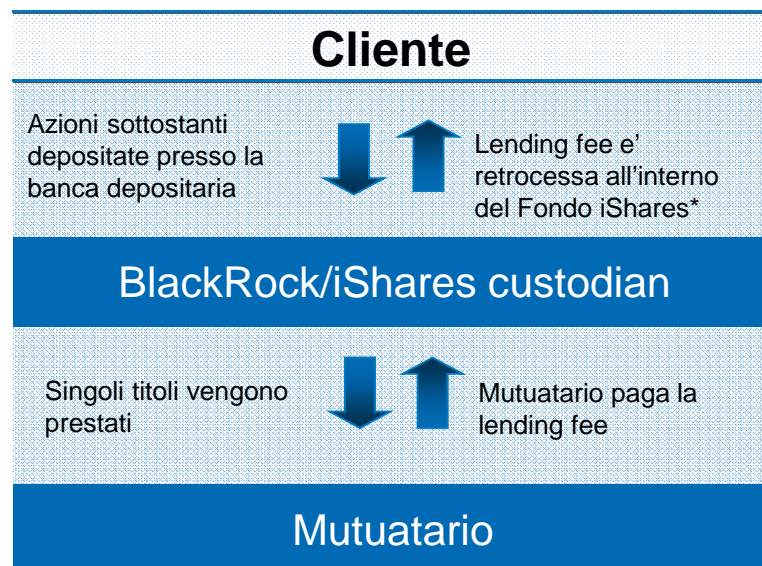 Cliente
Azioni sottostanti
depositate presso la
banca depositaria
Lending fee e’
retrocessa all’interno
del Fondo iShares*
BlackRock/iShares custodian
Singoli titoli vengono
prestati
Mutuatario paga la
lending fee
Mutuatario